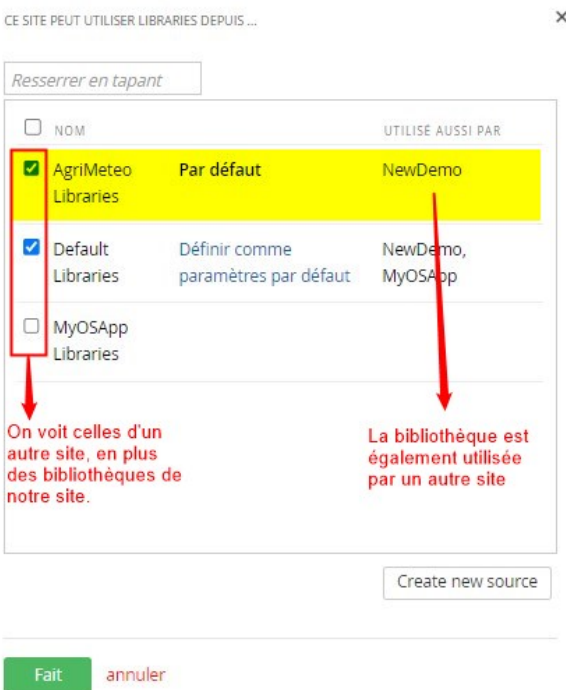 CE SITE PEUT UTILISER LIBRARIES DEPUIS ...
×
Resserrer en tapant
NOM
UTILISÉ AUSSI PAR
AgriMeteo
Libraries
Par défaut
NewDemo
Default
Libraries
Définir comme
paramètres par défaut
NewDemo,
MyOSApp
MyOSApp
Libraries
On voit celles d'un
autre site, en plus
des bibliothèques de
notre site.
La bibliothèque est
également utilisée
par un autre site
Create new source
Fait
annuler